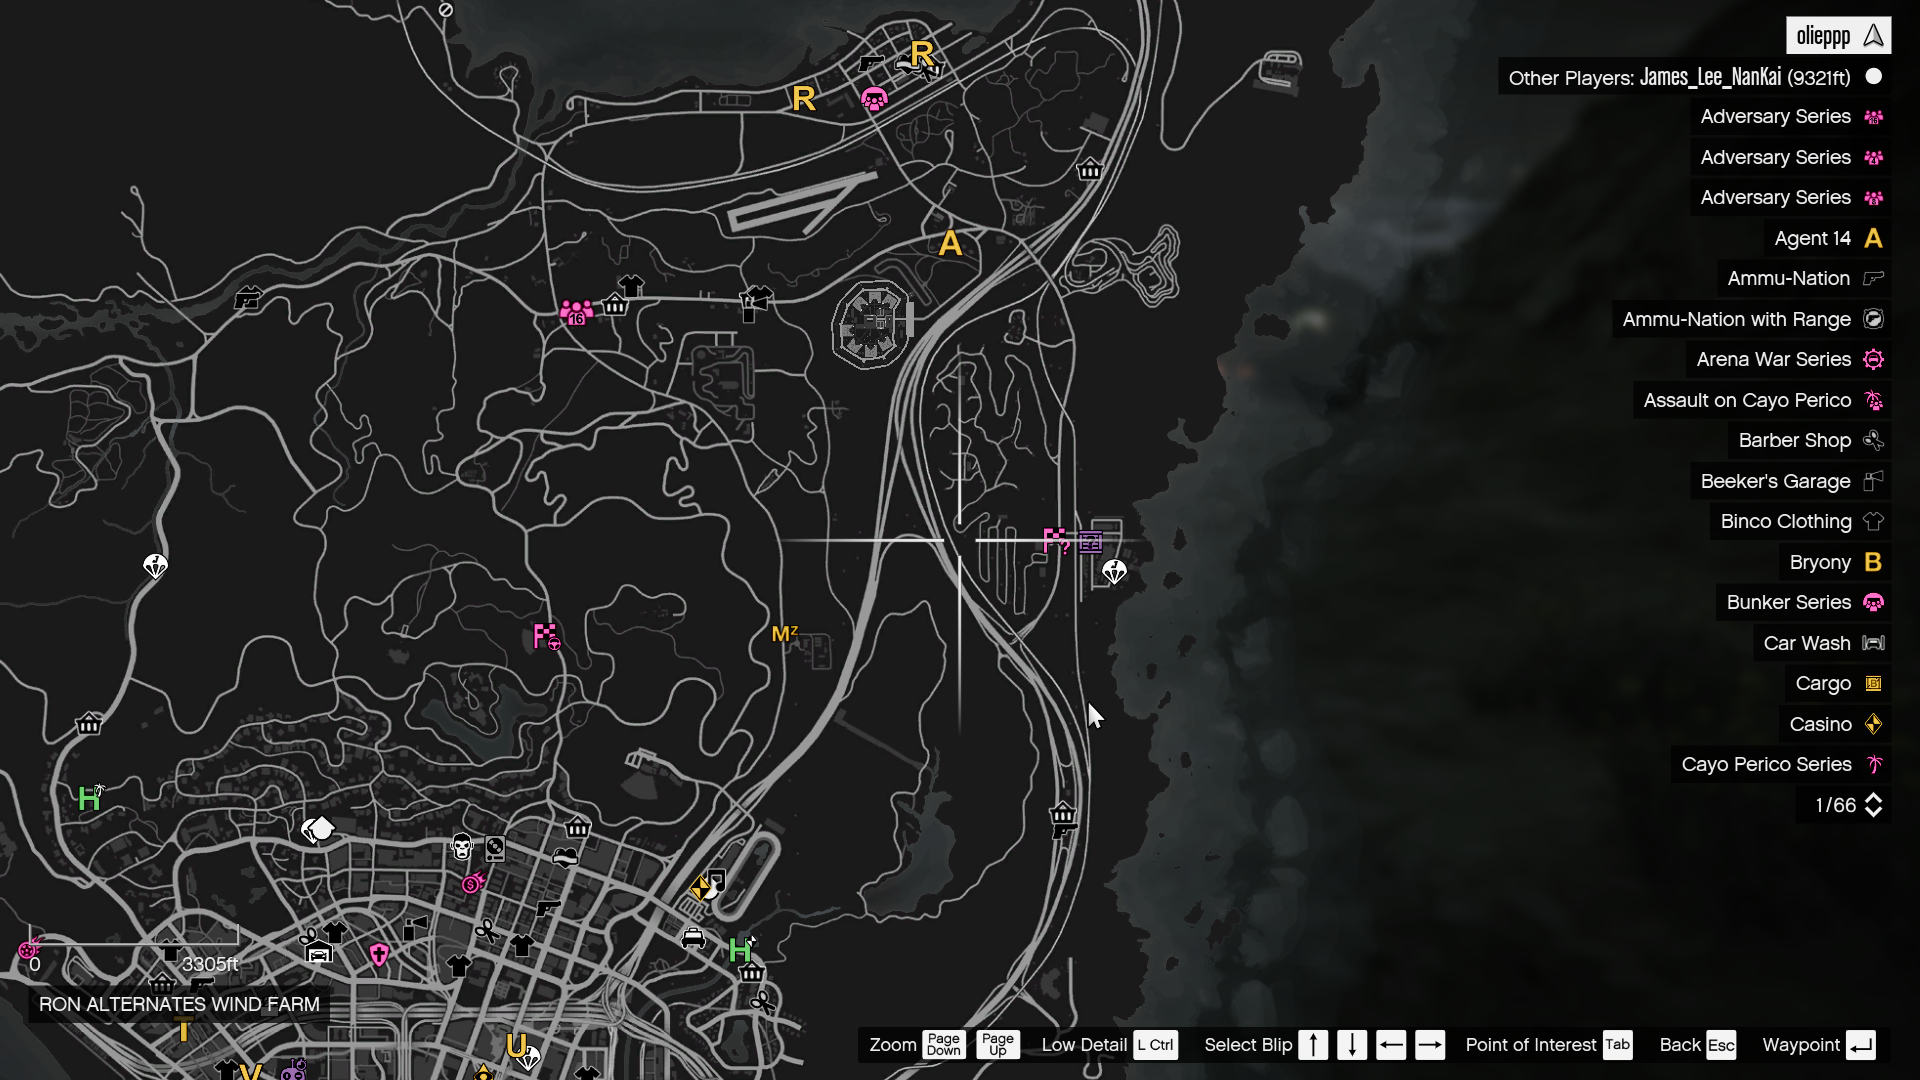 olieppp
Other Players: James_Lee_NanKai (9321ft)
Adversary Series
Adversary Series
Adversary Series
Agent 14 A
Ammu-Nation
Ammu-Nation with Range
Arena War Series
Assault on Cayo Perico
Barber Shop
Beeker's Garage
Binco Clothing
Bryony B
Bunker Series
Car Wash
Cargo
Casino
Cayo Perico Series
1/66
R
R
A
16
?
MZ
H
H
0
3305ft
RON ALTERNATES WIND FARM
T
U
V
Zoom Page Down Page Up Low Detail L Ctrl Select Blip ↑ ↓ ← → Point of Interest Tab Back Esc Waypoint